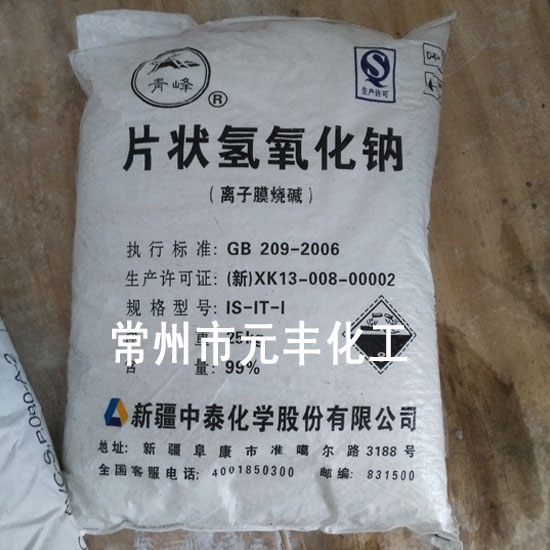 青峰
®
QS
生产许可
片状氢氧化钠
(离子膜烧碱)
执行标准: GB 209-2006
生产许可证: (新)XK13-008-00002
规格型号: IS-IT-I
重: 25kg
常州市元丰化工
含 量: 99%
新疆中泰化学股份有限公司
地址: 新疆阜康市准噶尔路3188号
全国客服电话: 4001850300 邮编: 831500